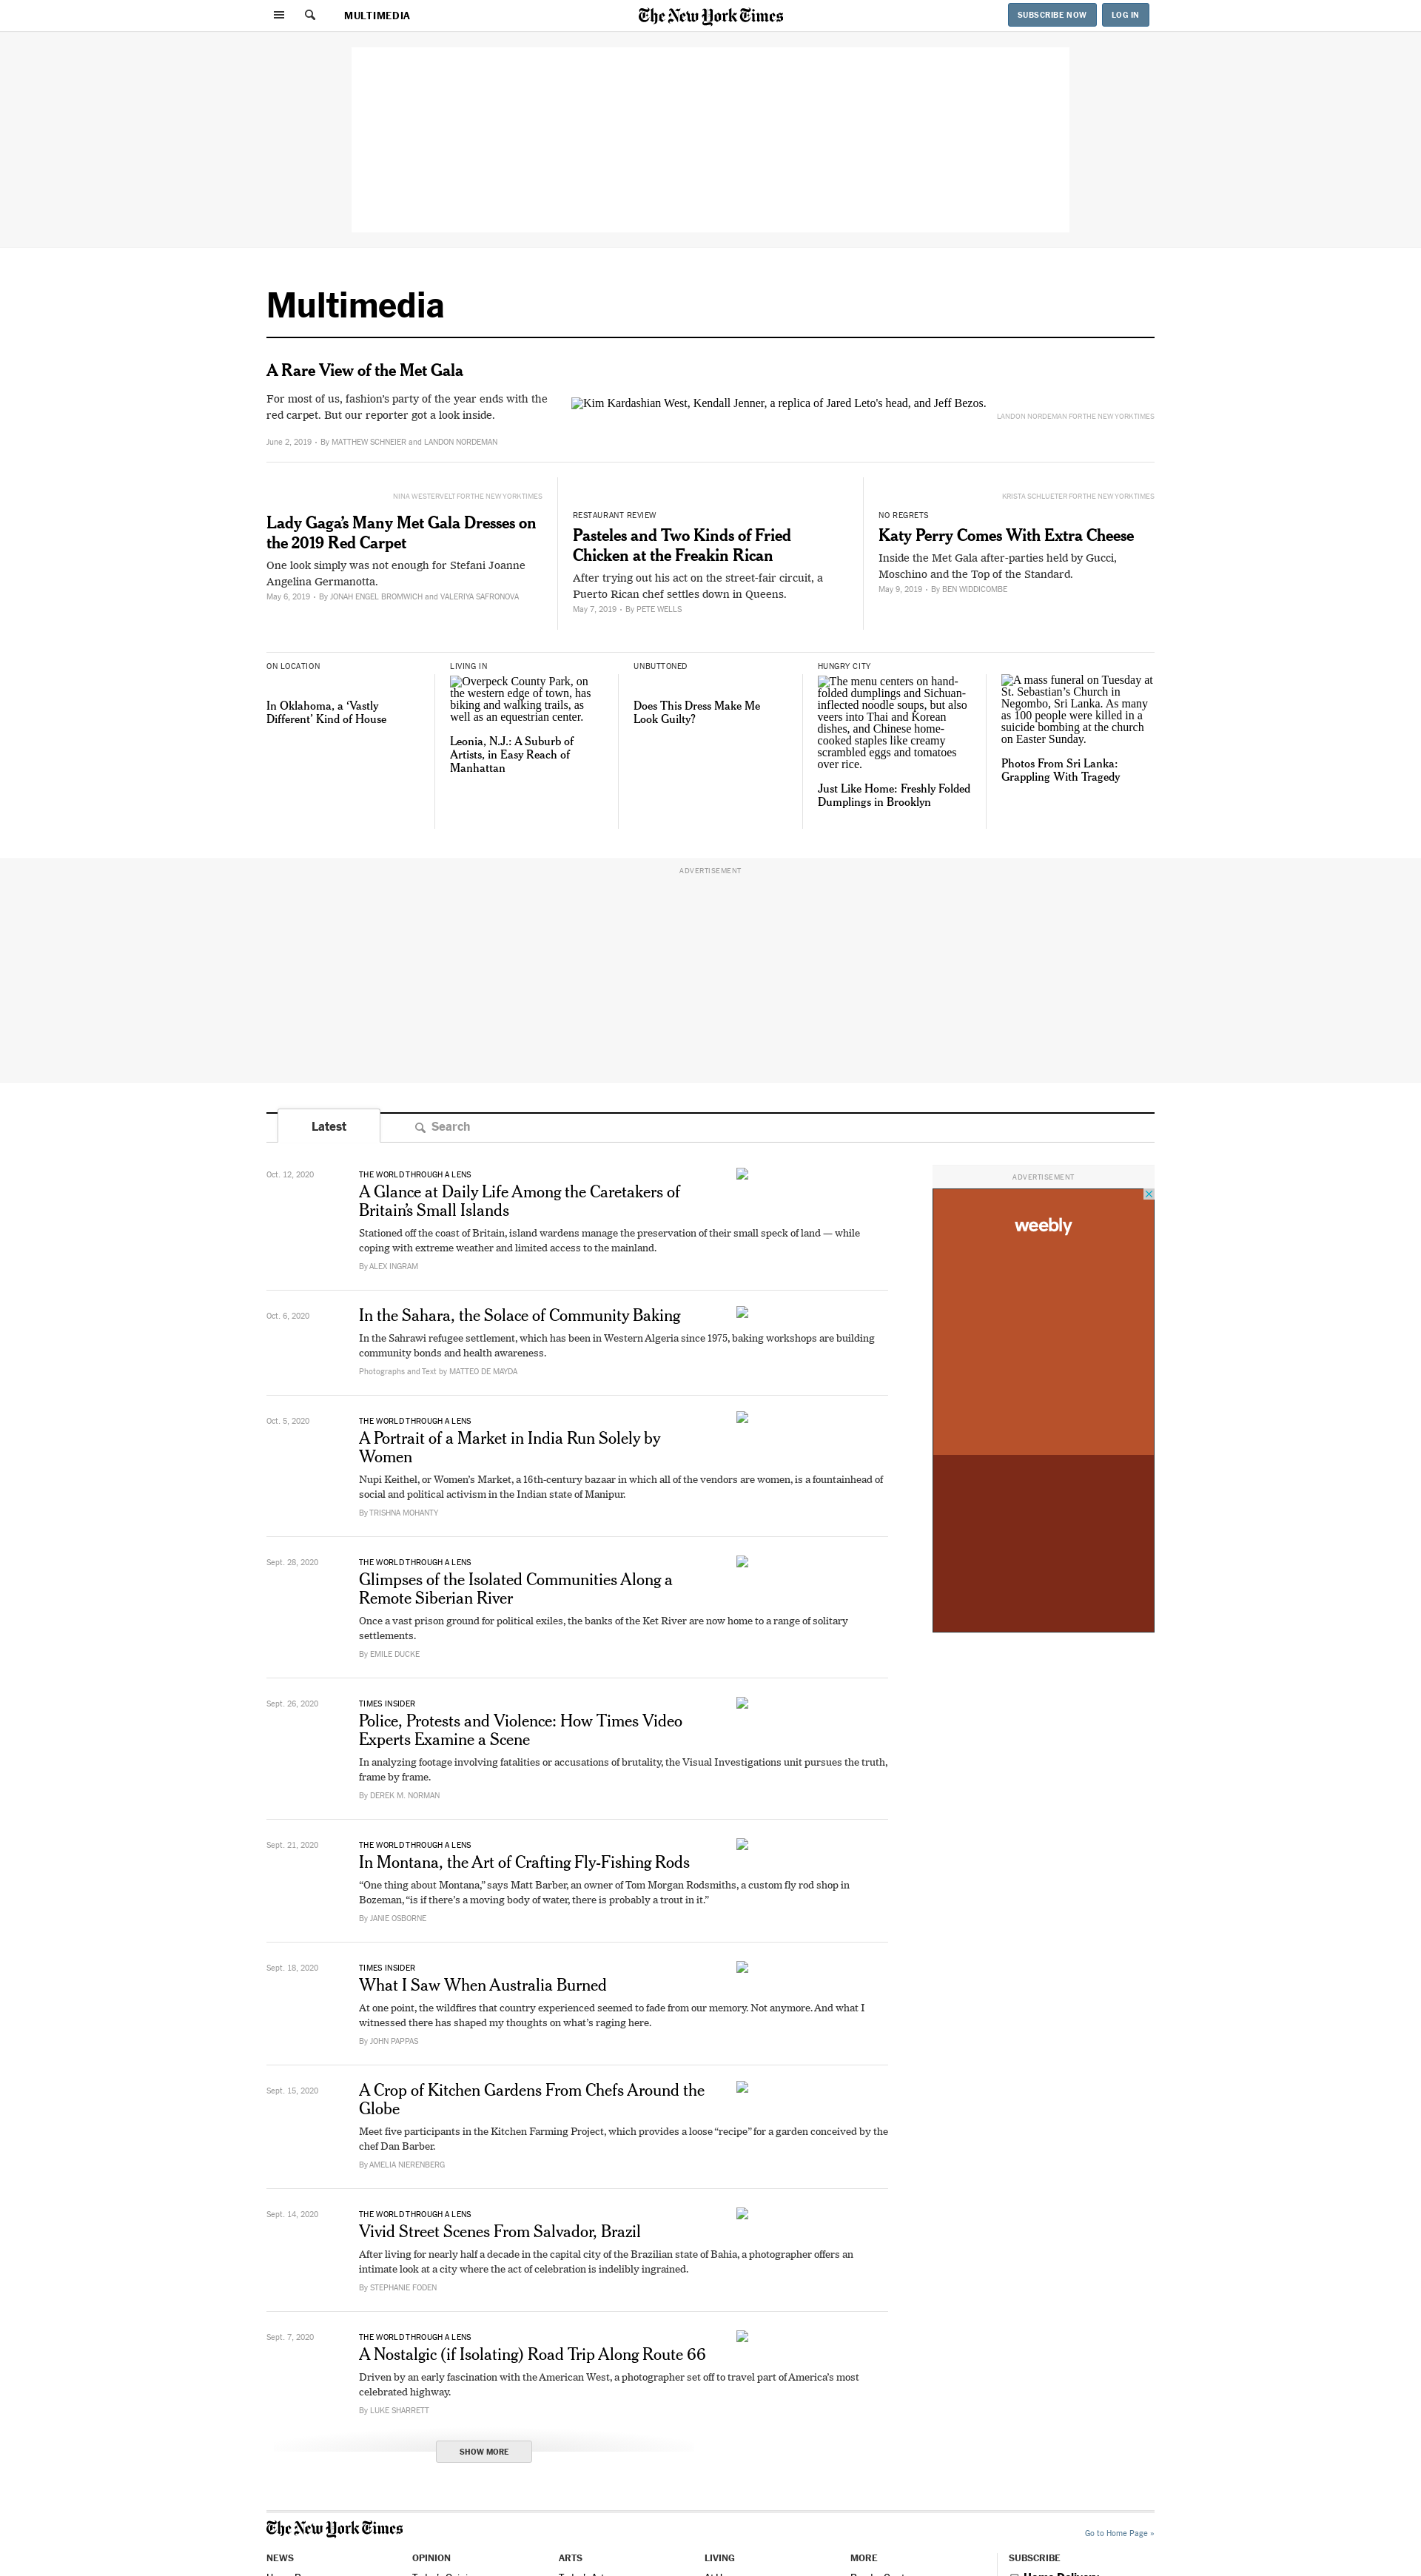 MULTIMEDIA
The New York Times
SUBSCRIBE NOW
LOG IN
Multimedia
A Rare View of the Met Gala
For most of us, fashion's party of the year ends with the
red carpet. But our reporter got a look inside.
June 2, 2019 - By MATTHEW SCHNEIER and LANDON NORDEMAN
Kim Kardashian West, Kendall Jenner, a replica of Jared Leto's head, and Jeff Bezos.
LANDON NORDEMAN FOR THE NEW YORK TIMES
NINA WESTERVELT FOR THE NEW YORK TIMES
Lady Gaga’s Many Met Gala Dresses on
the 2019 Red Carpet
One look simply was not enough for Stefani Joanne
Angelina Germanotta.
May 6, 2019 - By JONAH ENGEL BROMWICH and VALERIYA SAFRONOVA
RESTAURANT REVIEW
Pasteles and Two Kinds of Fried
Chicken at the Freakin Rican
After trying out his act on the street-fair circuit, a
Puerto Rican chef settles down in Queens.
May 7, 2019 - By PETE WELLS
KRISTA SCHLUETER FOR THE NEW YORK TIMES
NO REGRETS
Katy Perry Comes With Extra Cheese
Inside the Met Gala after-parties held by Gucci,
Moschino and the Top of the Standard.
May 9, 2019 - By BEN WIDDICOMBE
ON LOCATION
In Oklahoma, a ‘Vastly
Different’ Kind of House
LIVING IN
Overpeck County Park, on
the western edge of town, has
biking and walking trails, as
well as an equestrian center.
Leonia, N.J.: A Suburb of
Artists, in Easy Reach of
Manhattan
UNBUTTONED
Does This Dress Make Me
Look Guilty?
HUNGRY CITY
The menu centers on hand-
folded dumplings and Sichuan-
inflected noodle soups, but also
veers into Thai and Korean
dishes, and Chinese home-
cooked staples like creamy
scrambled eggs and tomatoes
over rice.
Just Like Home: Freshly Folded
Dumplings in Brooklyn
A mass funeral on Tuesday at
St. Sebastian’s Church in
Negombo, Sri Lanka. As many
as 100 people were killed in a
suicide bombing at the church
on Easter Sunday.
Photos From Sri Lanka:
Grappling With Tragedy
ADVERTISEMENT
Latest
Search
Oct. 12, 2020
THE WORLD THROUGH A LENS
A Glance at Daily Life Among the Caretakers of
Britain’s Small Islands
Stationed off the coast of Britain, island wardens manage the preservation of their small speck of land — while
coping with extreme weather and limited access to the mainland.
By ALEX INGRAM
ADVERTISEMENT
weebly
Oct. 6, 2020
In the Sahara, the Solace of Community Baking
In the Sahrawi refugee settlement, which has been in Western Algeria since 1975, baking workshops are building
community bonds and health awareness.
Photographs and Text by MATTEO DE MAYDA
Oct. 5, 2020
THE WORLD THROUGH A LENS
A Portrait of a Market in India Run Solely by
Women
Nupi Keithel, or Women’s Market, a 16th-century bazaar in which all of the vendors are women, is a fountainhead of
social and political activism in the Indian state of Manipur.
By TRISHNA MOHANTY
Sept. 28, 2020
THE WORLD THROUGH A LENS
Glimpses of the Isolated Communities Along a
Remote Siberian River
Once a vast prison ground for political exiles, the banks of the Ket River are now home to a range of solitary
settlements.
By EMILE DUCKE
Sept. 26, 2020
TIMES INSIDER
Police, Protests and Violence: How Times Video
Experts Examine a Scene
In analyzing footage involving fatalities or accusations of brutality, the Visual Investigations unit pursues the truth,
frame by frame.
By DEREK M. NORMAN
Sept. 21, 2020
THE WORLD THROUGH A LENS
In Montana, the Art of Crafting Fly-Fishing Rods
“One thing about Montana,” says Matt Barber, an owner of Tom Morgan Rodsmiths, a custom fly rod shop in
Bozeman, “is if there’s a moving body of water, there is probably a trout in it.”
By JANIE OSBORNE
Sept. 18, 2020
TIMES INSIDER
What I Saw When Australia Burned
At one point, the wildfires that country experienced seemed to fade from our memory. Not anymore. And what I
witnessed there has shaped my thoughts on what’s raging here.
By JOHN PAPPAS
Sept. 15, 2020
A Crop of Kitchen Gardens From Chefs Around the
Globe
Meet five participants in the Kitchen Farming Project, which provides a loose “recipe” for a garden conceived by the
chef Dan Barber.
By AMELIA NIERENBERG
Sept. 14, 2020
THE WORLD THROUGH A LENS
Vivid Street Scenes From Salvador, Brazil
After living for nearly half a decade in the capital city of the Brazilian state of Bahia, a photographer offers an
intimate look at a city where the act of celebration is indelibly ingrained.
By STEPHANIE FODEN
Sept. 7, 2020
THE WORLD THROUGH A LENS
A Nostalgic (if Isolating) Road Trip Along Route 66
Driven by an early fascination with the American West, a photographer set off to travel part of America’s most
celebrated highway.
By LUKE SHARRETT
SHOW MORE
The New York Times
Go to Home Page »
NEWS
OPINION
ARTS
LIVING
MORE
SUBSCRIBE